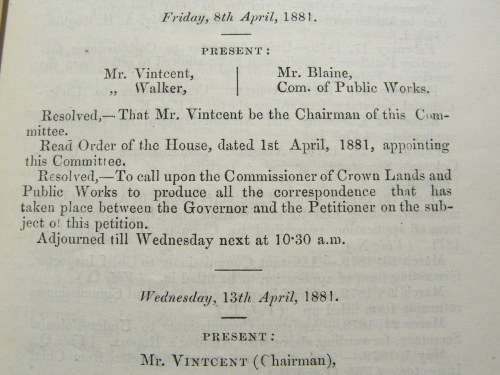 Friday, 8th April, 1881.
PRESENT:
Mr. Vintcent,
„ Walker,
Mr. Blaine,
Com. of Public Works.
Resolved,—That Mr. Vintcent be the Chairman of this Com-
mittee.
Read Order of the House, dated 1st April, 1881, appointing
this Committee.
Resolved,—To call upon the Commissioner of Crown Lands and
Public Works to produce all the correspondence that has
taken place between the Governor and the Petitioner on the sub-
ject of this petition.
Adjourned till Wednesday next at 10·30 a.m.
Wednesday, 13th April, 1881.
PRESENT:
Mr. VINTCENT (Chairman),